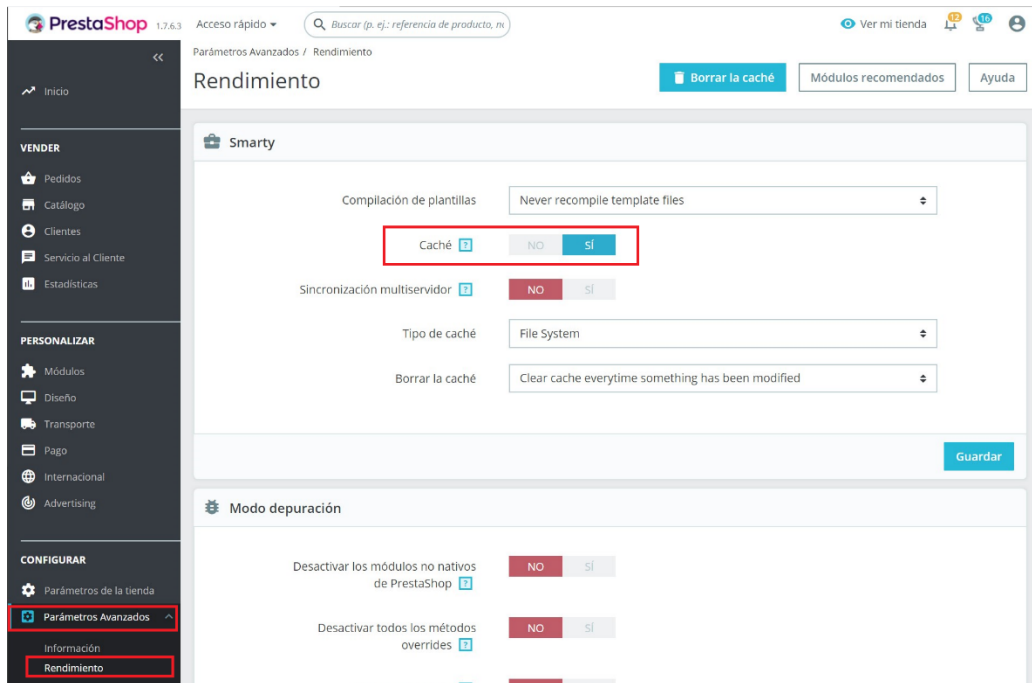 PrestaShop 1.7.6.3 Acceso rápido Buscar (p. ej.: referencia de producto, no Ver mi tienda 12 16
<<
Parámetros Avanzados / Rendimiento
Rendimiento
Borrar la caché Módulos recomendados Ayuda
Inicio
VENDER
Pedidos
Catálogo
Clientes
Servicio al Cliente
Estadísticas
PERSONALIZAR
Módulos
Diseño
Transporte
Pago
Internacional
Advertising
CONFIGURAR
Parámetros de la tienda
Parámetros Avanzados
Información
Rendimiento
Smarty
Compilación de plantillas Never recompile template files
Caché ? NO SÍ
Sincronización multiservidor ? NO SÍ
Tipo de caché File System
Borrar la caché Clear cache everytime something has been modified
Guardar
Modo depuración
Desactivar los módulos no nativos
de PrestaShop ? NO SÍ
Desactivar todos los métodos
overrides ? NO SÍ